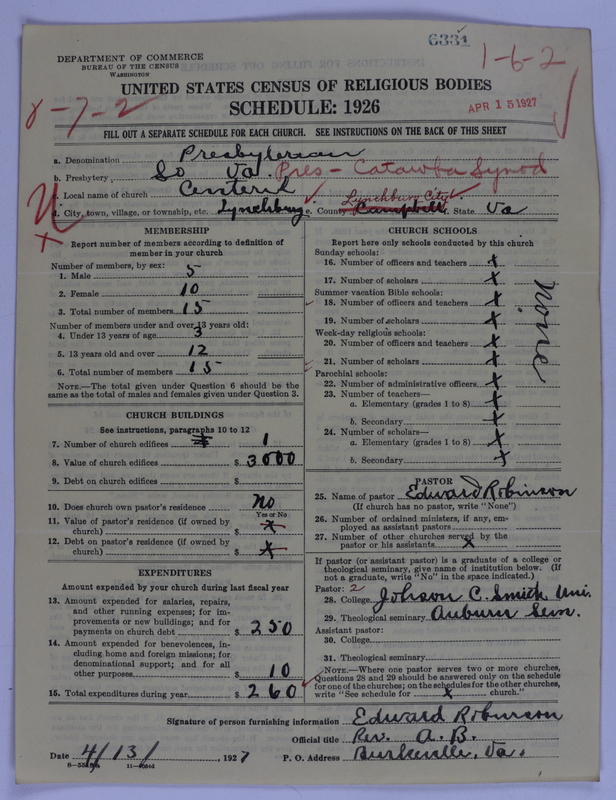 6331
1-6-2
DEPARTMENT OF COMMERCE
BUREAU OF THE CENSUS
WASHINGTON
UNITED STATES CENSUS OF RELIGIOUS BODIES
SCHEDULE: 1926
APR 15 1927
8-7-2
FILL OUT A SEPARATE SCHEDULE FOR EACH CHURCH. SEE INSTRUCTIONS ON THE BACK OF THIS SHEET
a. Denomination Presbyterian
b. Presbytery So Va. Pres - Catawba Synod
c. Local name of church Central
Lynchburg City
d. City, town, village, or township, etc. Lynchburg e. County Campbell f. State Va
MEMBERSHIP
Report number of members according to definition of
member in your church
Number of members, by sex:
1. Male 5
2. Female 10
3. Total number of members 15
Number of members under and over 13 years old:
4. Under 13 years of age 3
5. 13 years old and over 12
6. Total number of members 15
NOTE.—The total given under Question 6 should be
same as the total of males and females given under Question 3.
CHURCH BUILDINGS
See instructions, paragraphs 10 to 12
7. Number of church edifices 1
8. Value of church edifices $ 3000
9. Debt on church edifices $
10. Does church own pastor's residence No
Yes or No
11. Value of pastor's residence (if owned by
church) $ x
12. Debt on pastor's residence (if owned by
church) $ x
EXPENDITURES
Amount expended by your church during last fiscal year
13. Amount expended for salaries, repairs,
and other running expenses; for im-
provements or new buildings; and for
payments on church debt $ 250
14. Amount expended for benevolences, in-
cluding home and foreign missions; for
denominational support; and for all
other purposes $ 10
15. Total expenditures during year $ 260
CHURCH SCHOOLS
Report here only schools conducted by this church
Sunday schools:
16. Number of officers and teachers x
17. Number of scholars x
Summer vacation Bible schools:
18. Number of officers and teachers x
19. Number of scholars x
Week-day religious schools:
20. Number of officers and teachers x
21. Number of scholars x
Parochial schools:
22. Number of administrative officers x
23. Number of teachers—
a. Elementary (grades 1 to 8) x
b. Secondary x
24. Number of scholars—
a. Elementary (grades 1 to 8) x
b. Secondary x
none
PASTOR
25. Name of pastor Edward Robinson
(If church has no pastor, write "None")
26. Number of ordained ministers, if any, em-
ployed as assistant pastors
27. Number of other churches served by the
pastor or his assistants x
If pastor (or assistant pastor) is a graduate of a college or
theological seminary, give name of institution below. (If
not a graduate, write "No" in the space indicated.)
Pastor: 2
28. College Johnson C. Smith Uni.
29. Theological seminary Auburn Sem.
Assistant pastor:
30. College
31. Theological seminary
NOTE.—Where one pastor serves two or more churches,
Questions 28 and 29 should be answered only on the schedule
for one of the churches; on the schedules for the other churches,
write "See schedule for x church."
Signature of person furnishing information Edward Robinson
Official title Rev. A. B.
Date 4/13/, 1927 P. O. Address Burkeville, Va.